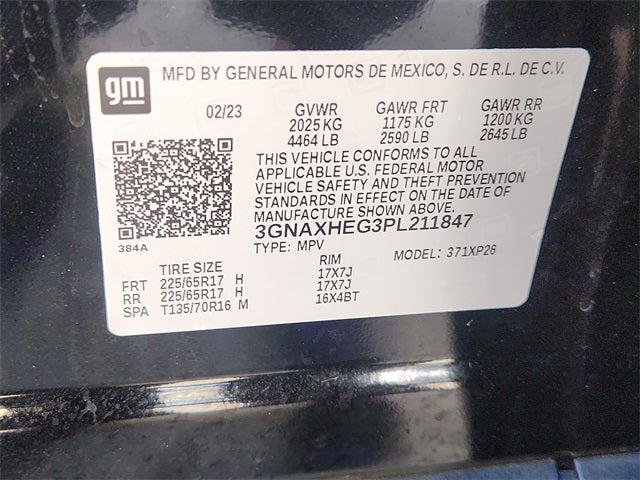 gm
MFD BY GENERAL MOTORS DE MEXICO, S. DE R.L. DE C.V.
02/23 GVWR GAWR FRT GAWR RR
2025 KG 1175 KG 1200 KG
4464 LB 2590 LB 2645 LB
THIS VEHICLE CONFORMS TO ALL
APPLICABLE U.S. FEDERAL MOTOR
VEHICLE SAFETY AND THEFT PREVENTION
STANDARDS IN EFFECT ON THE DATE OF
MANUFACTURE SHOWN ABOVE.
3GNAXHEG3PL211847
384A
TYPE: MPV MODEL: 371XP26
TIRE SIZE RIM
FRT 225/65R17 H 17X7J
RR 225/65R17 H 17X7J
SPA T135/70R16 M 16X4BT